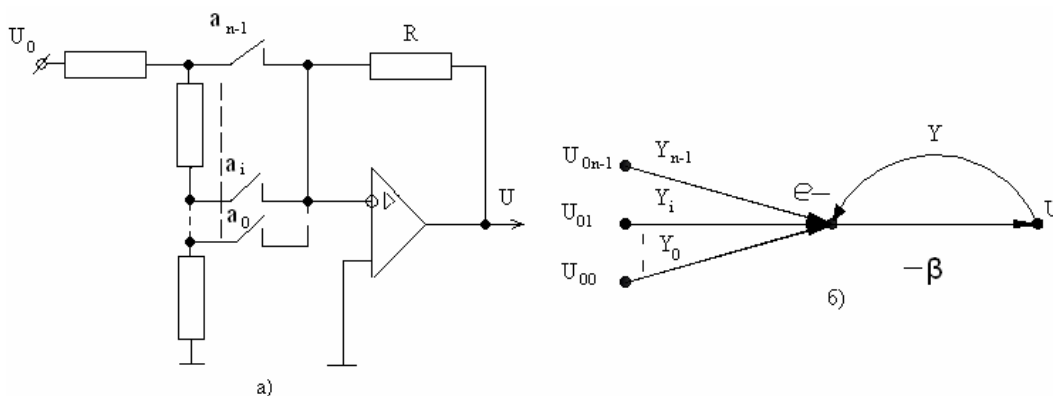 U₀
aₙ₋₁
R
aᵢ
a₀
U
а)
U₀ₙ₋₁
Yₙ₋₁
Y
e−
U₀₁
Yᵢ
U
U₀₀
Y₀
−β
б)